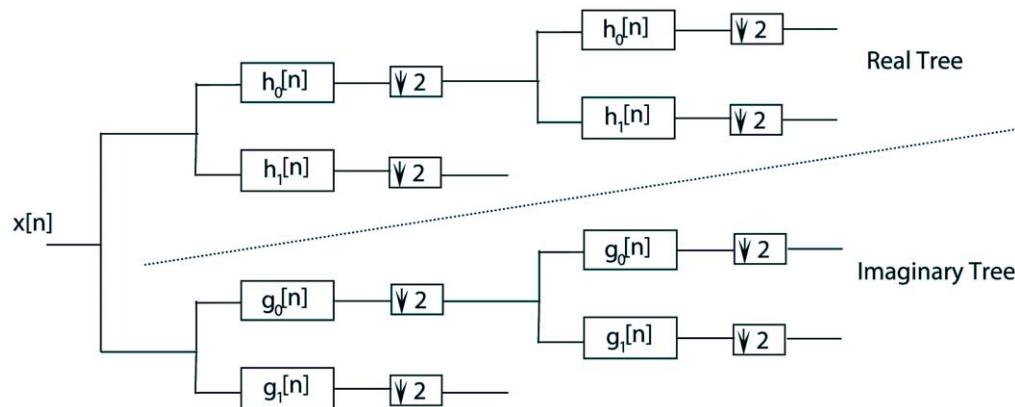 h₀[n] ↓ 2
Real Tree
h₀[n] ↓ 2
h₁[n] ↓ 2
h₁[n] ↓ 2
x[n]
g₀[n] ↓ 2
Imaginary Tree
g₀[n] ↓ 2
g₁[n] ↓ 2
g₁[n] ↓ 2